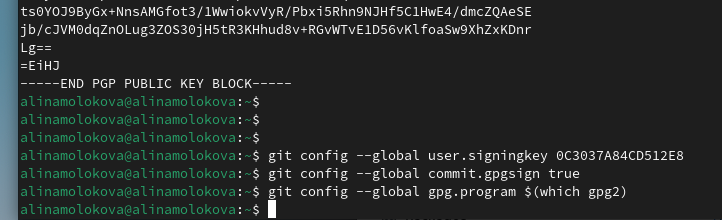 ts0YOJ9ByGx+NnsAMGfot3/1WwiokvVyR/Pbxi5Rhn9NJHf5C1HwE4/dmcZQAeSE
jb/cJVM0dqZnOLug3ZOS30jH5tR3KHhud8v+RGvWTvE1D56vKlfoaSw9XhZxKDnr
Lg==
=EiHJ
-----END PGP PUBLIC KEY BLOCK-----
alinamolokova@alinamolokova:~$
alinamolokova@alinamolokova:~$
alinamolokova@alinamolokova:~$
alinamolokova@alinamolokova:~$ git config --global user.signingkey 0C3037A84CD512E8
alinamolokova@alinamolokova:~$ git config --global commit.gpgsign true
alinamolokova@alinamolokova:~$ git config --global gpg.program $(which gpg2)
alinamolokova@alinamolokova:~$